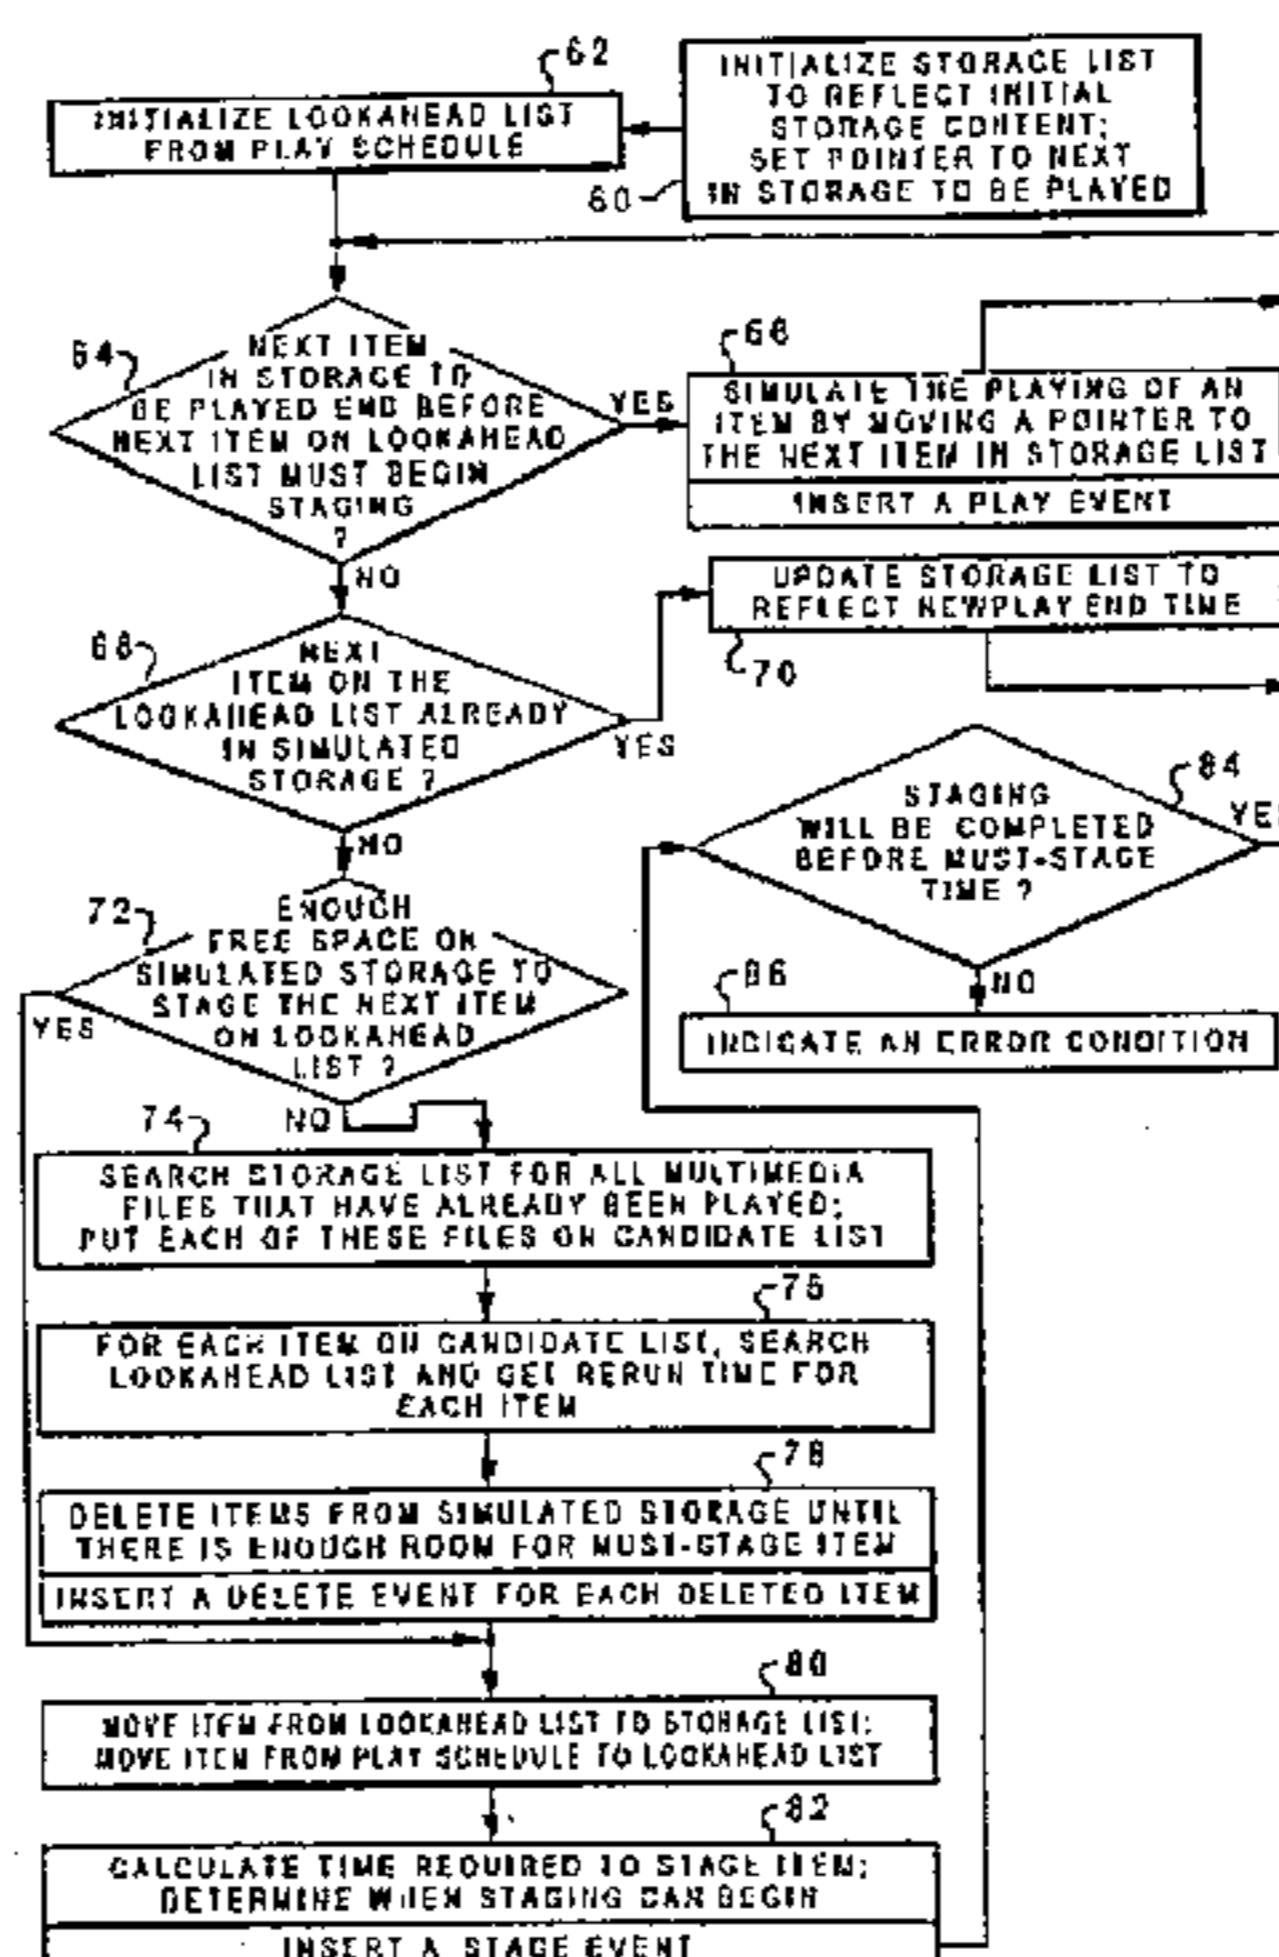 62
INITIALIZE LOOKAHEAD LIST
FROM PLAY SCHEDULE
INITIALIZE STORAGE LIST
TO REFLECT INITIAL
STORAGE CONTENT;
SET POINTER TO NEXT
IN STORAGE TO BE PLAYED
60
64
NEXT ITEM
IN STORAGE TO
BE PLAYED END BEFORE
NEXT ITEM ON LOOKAHEAD
LIST MUST BEGIN
STAGING
?
YES
NO
66
SIMULATE THE PLAYING OF AN
ITEM BY MOVING A POINTER TO
THE NEXT ITEM IN STORAGE LIST
INSERT A PLAY EVENT
UPDATE STORAGE LIST TO
REFLECT NEWPLAY END TIME
70
68
NEXT
ITEM ON THE
LOOKAHEAD LIST ALREADY
IN SIMULATED
STORAGE ?
YES
NO
84
STAGING
WILL BE COMPLETED
BEFORE MUST-STAGE
TIME ?
YES
NO
86
INDICATE AN ERROR CONDITION
72
ENOUGH
FREE SPACE ON
SIMULATED STORAGE TO
STAGE THE NEXT ITEM
ON LOOKAHEAD
LIST ?
YES
NO
74
SEARCH STORAGE LIST FOR ALL MULTIMEDIA
FILES THAT HAVE ALREADY BEEN PLAYED;
PUT EACH OF THESE FILES ON CANDIDATE LIST
76
FOR EACH ITEM ON CANDIDATE LIST, SEARCH
LOOKAHEAD LIST AND GET RERUN TIME FOR
EACH ITEM
78
DELETE ITEMS FROM SIMULATED STORAGE UNTIL
THERE IS ENOUGH ROOM FOR MUST-STAGE ITEM
INSERT A DELETE EVENT FOR EACH DELETED ITEM
80
MOVE ITEM FROM LOOKAHEAD LIST TO STORAGE LIST;
MOVE ITEM FROM PLAY SCHEDULE TO LOOKAHEAD LIST
82
CALCULATE TIME REQUIRED TO STAGE ITEM;
DETERMINE WHEN STAGING CAN BEGIN
INSERT A STAGE EVENT